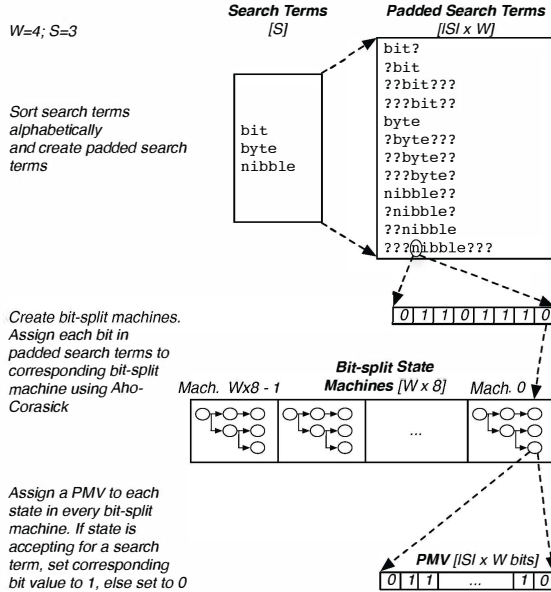 Search Terms
[S]
Padded Search Terms
[|S| x W]
W=4; S=3
Sort search terms
alphabetically
and create padded search
terms
bit
byte
nibble
bit?
?bit
??bit???
???bit??
byte
?byte???
??byte??
???byte?
nibble??
?nibble?
??nibble
???nibble???
0 1 1 0 1 1 1 0
Create bit-split machines.
Assign each bit in
padded search terms to
corresponding bit-split
machine using Aho-
Corasick
Bit-split State
Machines [W x 8]
Mach. Wx8 - 1
Mach. 0
...
Assign a PMV to each
state in every bit-split
machine. If state is
accepting for a search
term, set corresponding
bit value to 1, else set to 0
PMV [|S| x W bits]
0 1 1 ... 1 0